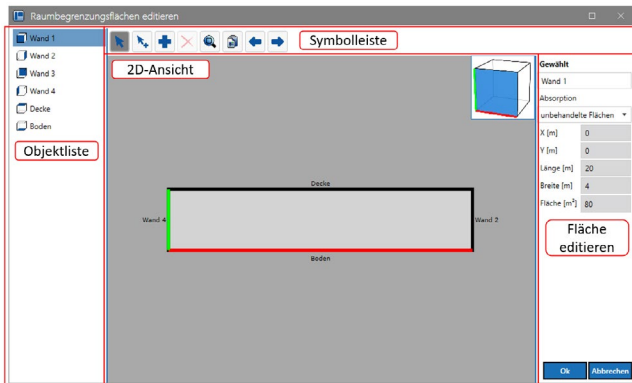 Raumbegrenzungsflächen editieren
Wand 1
Wand 2
Wand 3
Wand 4
Decke
Boden
Objektliste
Symbolleiste
2D-Ansicht
Decke
Wand 4
Wand 2
Boden
Gewählt
Wand 1
Absorption
unbehandelte Flächen
X [m] 0
Y [m] 0
Länge [m] 20
Breite [m] 4
Fläche [m²] 80
Fläche
editieren
Ok Abbrechen